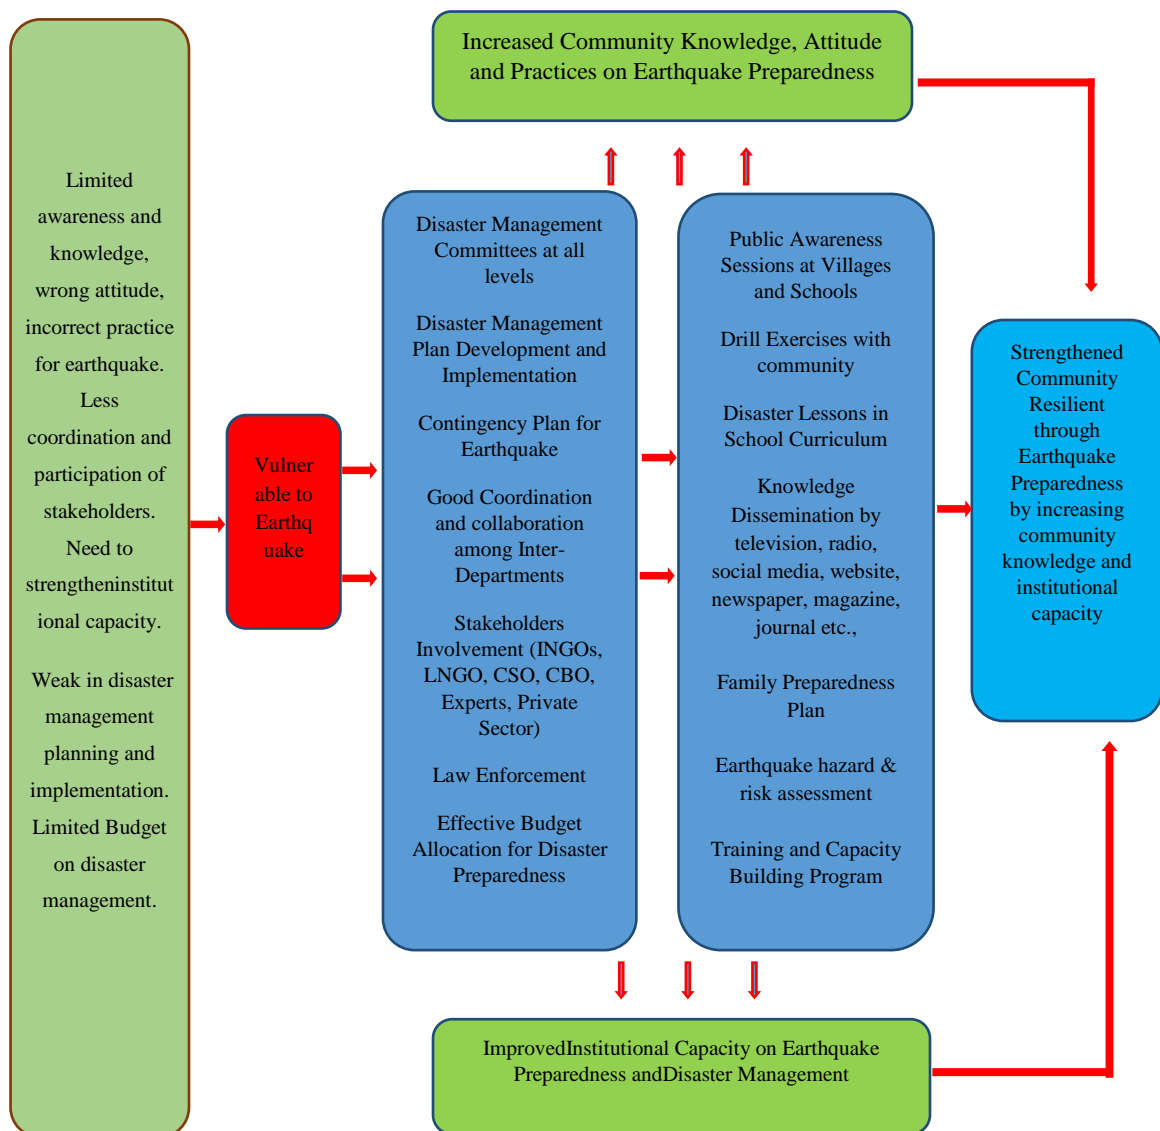 Increased Community Knowledge, Attitude
and Practices on Earthquake Preparedness
Limited
awareness and
knowledge,
wrong attitude,
incorrect practice
for earthquake.
Less
coordination and
participation of
stakeholders.
Need to
strengtheninstitut
ional capacity.
Weak in disaster
management
planning and
implementation.
Limited Budget
on disaster
management.
Vulner
able to
Earthq
uake
Disaster Management
Committees at all
levels
Disaster Management
Plan Development and
Implementation
Contingency Plan for
Earthquake
Good Coordination
and collaboration
among Inter-
Departments
Stakeholders
Involvement (INGOs,
LNGO, CSO, CBO,
Experts, Private
Sector)
Law Enforcement
Effective Budget
Allocation for Disaster
Preparedness
Public Awareness
Sessions at Villages
and Schools
Drill Exercises with
community
Disaster Lessons in
School Curriculum
Knowledge
Dissemination by
television, radio,
social media, website,
newspaper, magazine,
journal etc.,
Family Preparedness
Plan
Earthquake hazard &
risk assessment
Training and Capacity
Building Program
Strengthened
Community
Resilient
through
Earthquake
Preparedness
by increasing
community
knowledge and
institutional
capacity
ImprovedInstitutional Capacity on Earthquake
Preparedness andDisaster Management